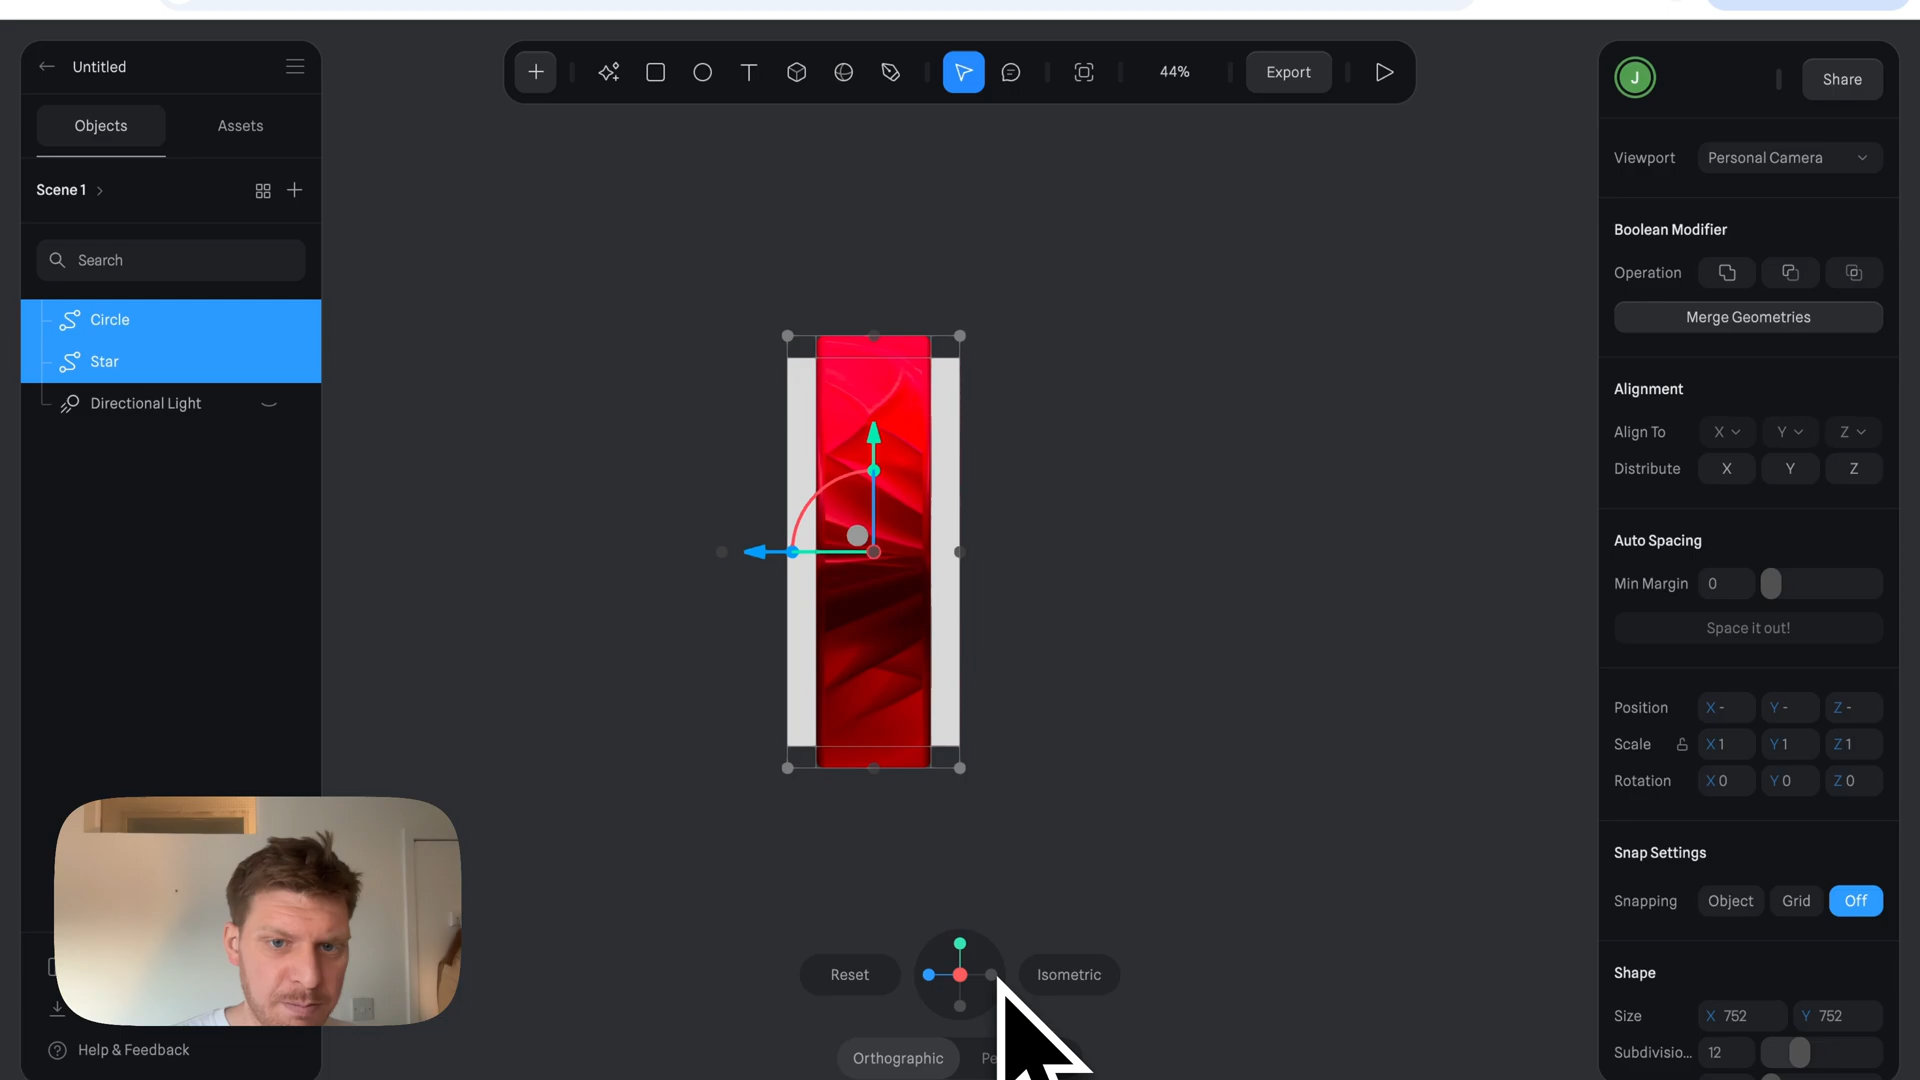 Untitled
Objects
Assets
Scene 1
Search
Circle
Star
Directional Light
Help & Feedback
44%
Export
Reset
Isometric
Orthographic
Pe
J
Share
Viewport
Personal Camera
Boolean Modifier
Operation
Merge Geometries
Alignment
Align To X Y Z
Distribute X Y Z
Auto Spacing
Min Margin 0
Space it out!
Position X - Y - Z -
Scale X 1 Y 1 Z 1
Rotation X 0 Y 0 Z 0
Snap Settings
Snapping Object Grid Off
Shape
Size X 752 Y 752
Subdivisio... 12